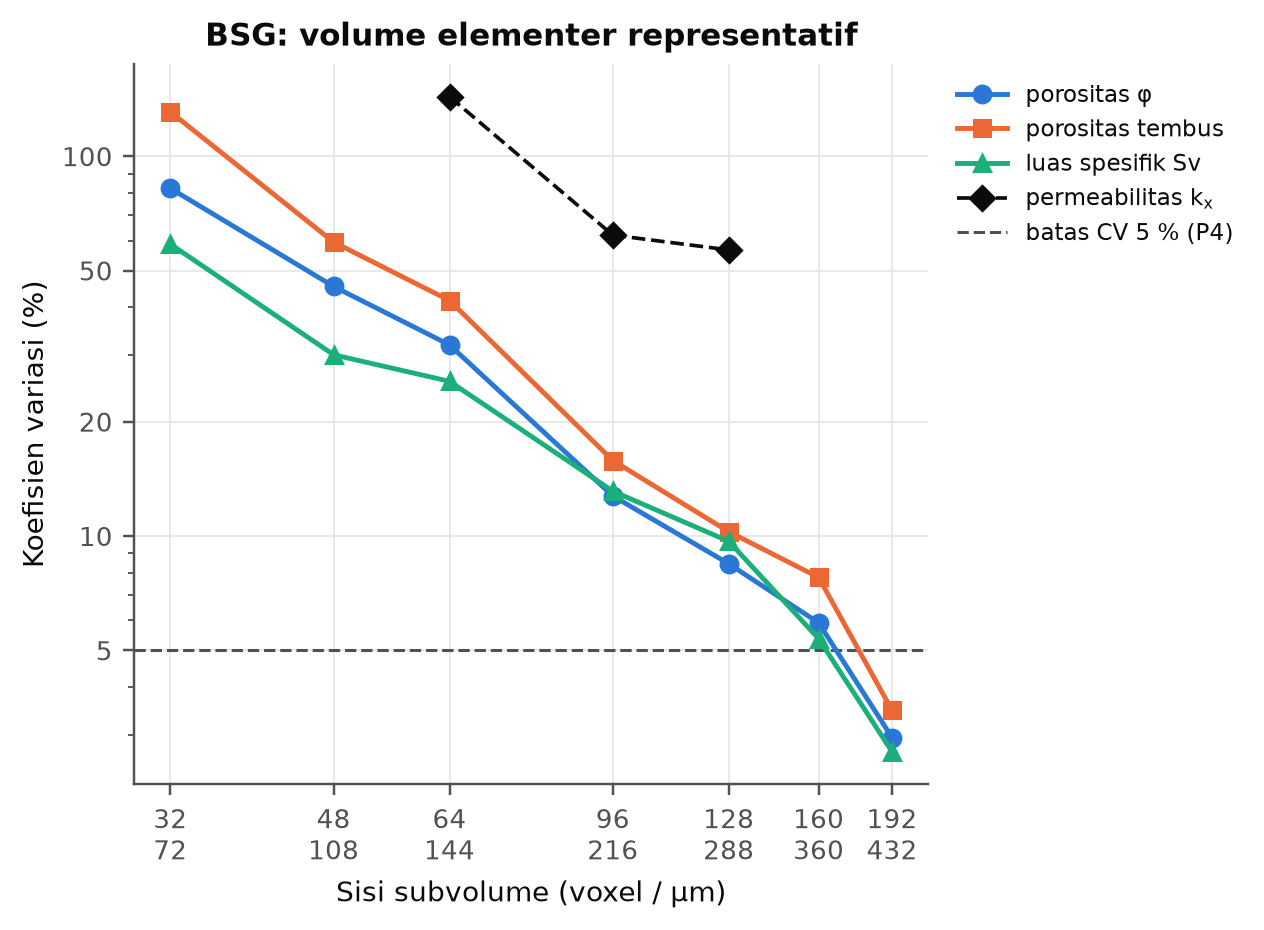 BSG: volume elementer representatif
porositas φ
porositas tembus
luas spesifik Sv
permeabilitas kₓ
batas CV 5 % (P4)
Koefisien variasi (%)
100
50
20
10
5
32 48 64 96 128 160 192
72 108 144 216 288 360 432
Sisi subvolume (voxel / μm)